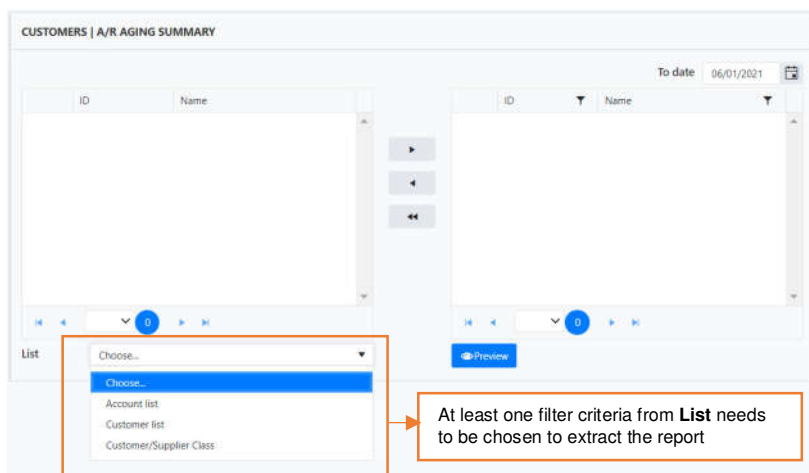 CUSTOMERS | A/R AGING SUMMARY
To date 06/01/2021
ID Name
ID Name
0
0
List Choose...
Preview
Choose...
Account list
Customer list
Customer/Supplier Class
At least one filter criteria from List needs
to be chosen to extract the report